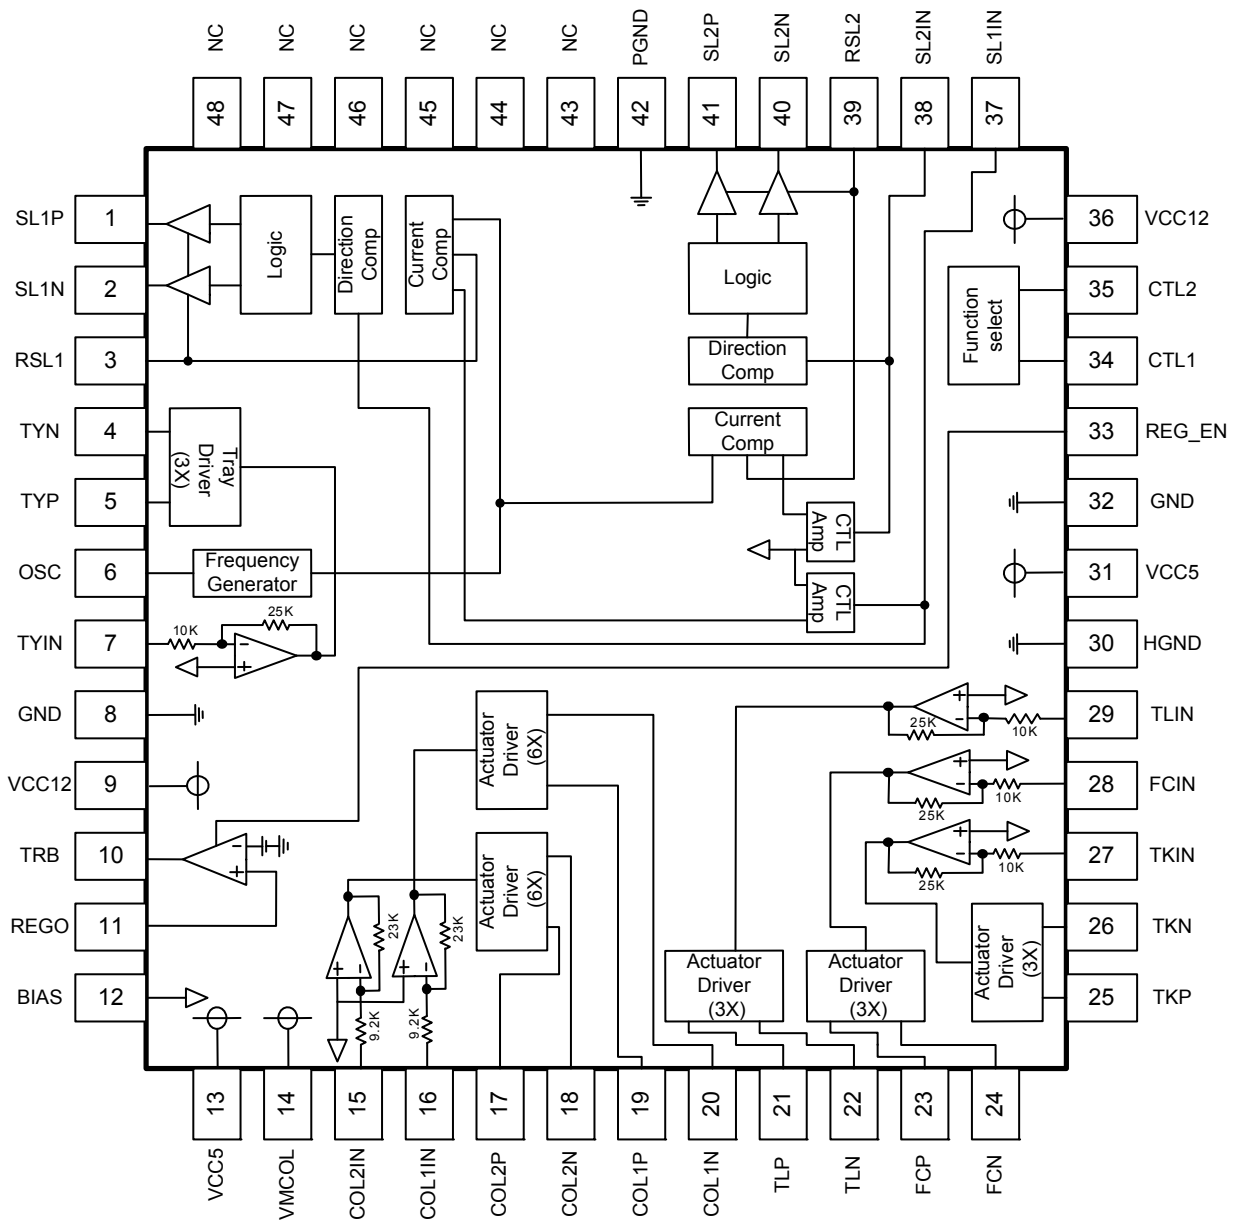 NC
NC
NC
NC
NC
NC
PGND
SL2P
SL2N
RSL2
SL2IN
SL1IN
48
47
46
45
44
43
42
41
40
39
38
37
SL1P
1
SL1N
2
RSL1
3
TYN
4
TYP
5
OSC
6
TYIN
7
GND
8
VCC12
9
TRB
10
REGO
11
BIAS
12
36
VCC12
35
CTL2
34
CTL1
33
REG_EN
32
GND
31
VCC5
30
HGND
29
TLIN
28
FCIN
27
TKIN
26
TKN
25
TKP
Logic
Direction
Comp
Current
Comp
Logic
Direction
Comp
Current
Comp
Function
select
Tray
Driver
(3X)
CTL
Amp
CTL
Amp
Frequency
Generator
10K
25K
-
+
Actuator
Driver
(6X)
Actuator
Driver
(6X)
+
-
25K
10K
+
-
25K
10K
+
-
25K
10K
-
+
+
-
23K
9.2K
+
-
23K
9.2K
Actuator
Driver
(3X)
Actuator
Driver
(3X)
Actuator
Driver
(3X)
13
14
15
16
17
18
19
20
21
22
23
24
VCC5
VMCOL
COL2IN
COL1IN
COL2P
COL2N
COL1P
COL1N
TLP
TLN
FCP
FCN